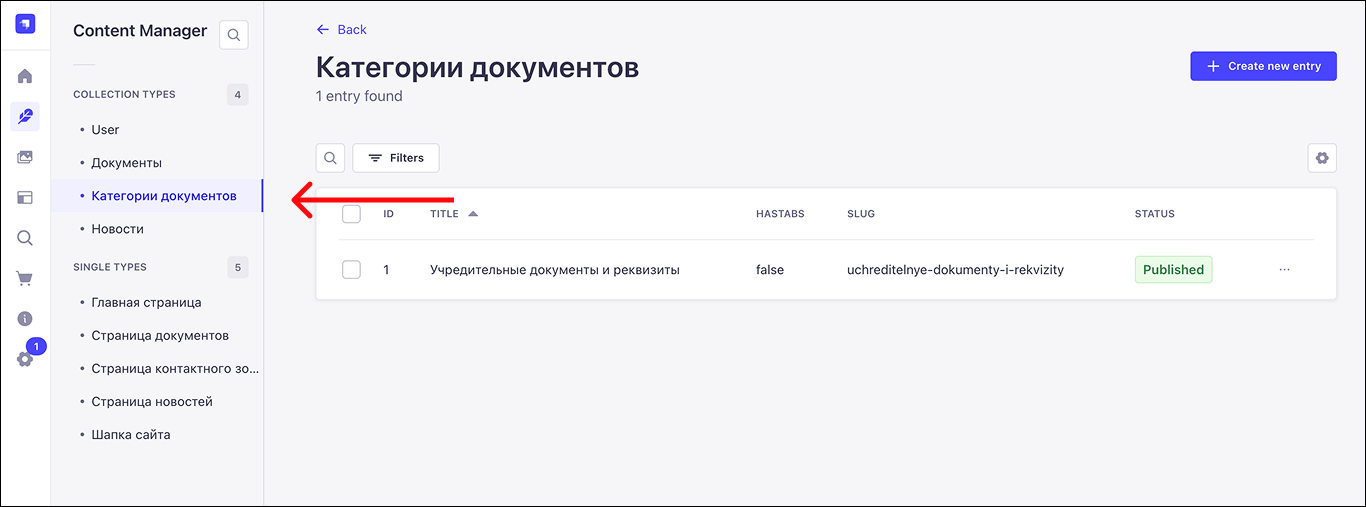 Content Manager
COLLECTION TYPES 4
User
Документы
Категории документов
Новости
SINGLE TYPES 5
Главная страница
Страница документов
Страница контактного зо...
Страница новостей
Шапка сайта
1
Back
Категории документов
1 entry found
Create new entry
Filters
ID TITLE HASTABS SLUG STATUS
1 Учредительные документы и реквизиты false uchreditelnye-dokumenty-i-rekvizity Published